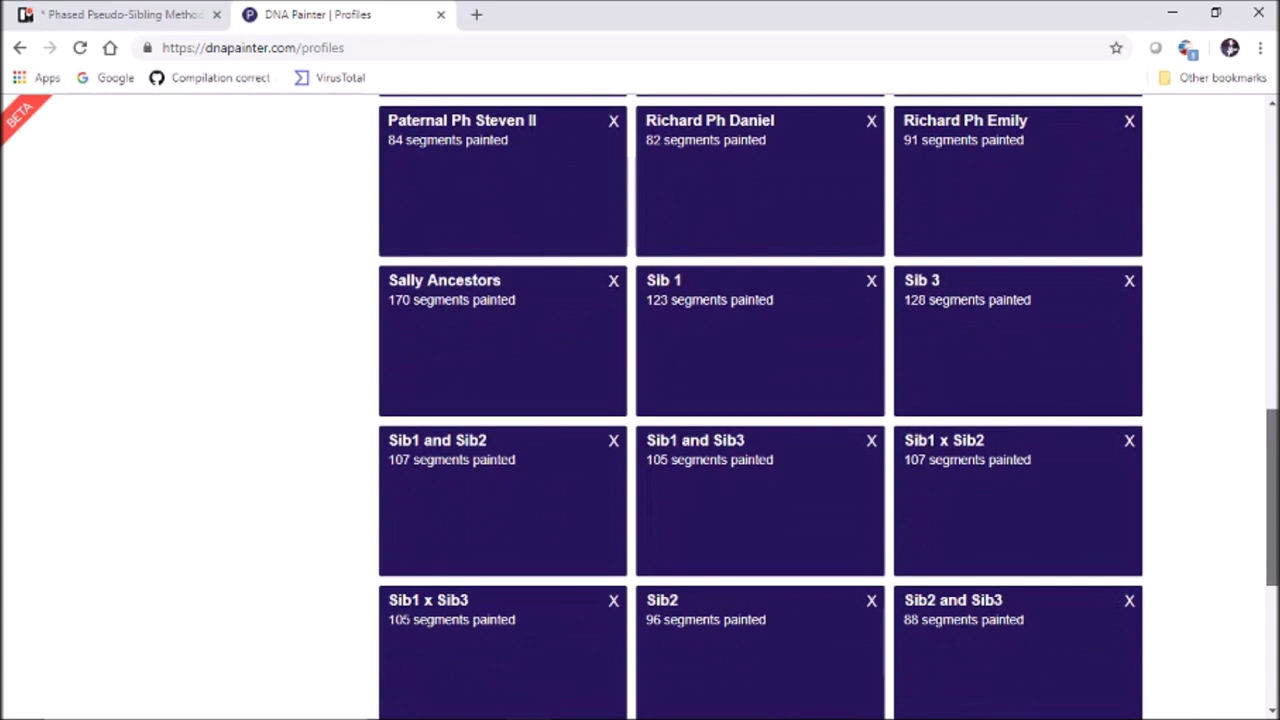 * Phased Pseudo-Sibling Method
DNA Painter | Profiles
https://dnapainter.com/profiles
1
Apps
Google
Compilation correct
VirusTotal
Other bookmarks
BETA
Paternal Ph Steven II X
84 segments painted
Richard Ph Daniel X
82 segments painted
Richard Ph Emily X
91 segments painted
Sally Ancestors X
170 segments painted
Sib 1 X
123 segments painted
Sib 3 X
128 segments painted
Sib1 and Sib2 X
107 segments painted
Sib1 and Sib3 X
105 segments painted
Sib1 x Sib2 X
107 segments painted
Sib1 x Sib3 X
105 segments painted
Sib2 X
96 segments painted
Sib2 and Sib3 X
88 segments painted